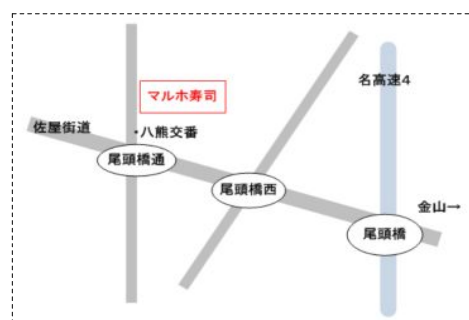 名高速4
マルホ寿司
佐屋街道
・八熊交番
尾頭橋通
尾頭橋西
金山→
尾頭橋